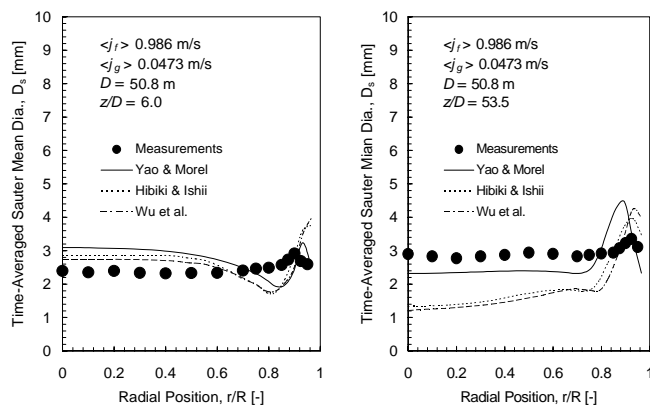 Time-Averaged Sauter Mean Dia., Ds [mm]
10
9
8
7
6
5
4
3
2
1
0
<jf> 0.986 m/s
<jg> 0.0473 m/s
D = 50.8 m
z/D = 6.0
Measurements
Yao & Morel
Hibiki & Ishii
Wu et al.
0 0.2 0.4 0.6 0.8 1
Radial Position, r/R [-]
Time-Averaged Sauter Mian Dia., Ds [mm]
10
9
8
7
6
5
4
3
2
1
0
<jf> 0.986 m/s
<jg> 0.0473 m/s
D = 50.8 m
z/D = 53.5
Measurements
Yao & Morel
Hibiki & Ishii
Wu et al.
0 0.2 0.4 0.6 0.8 1
Radial Position, r/R [-]